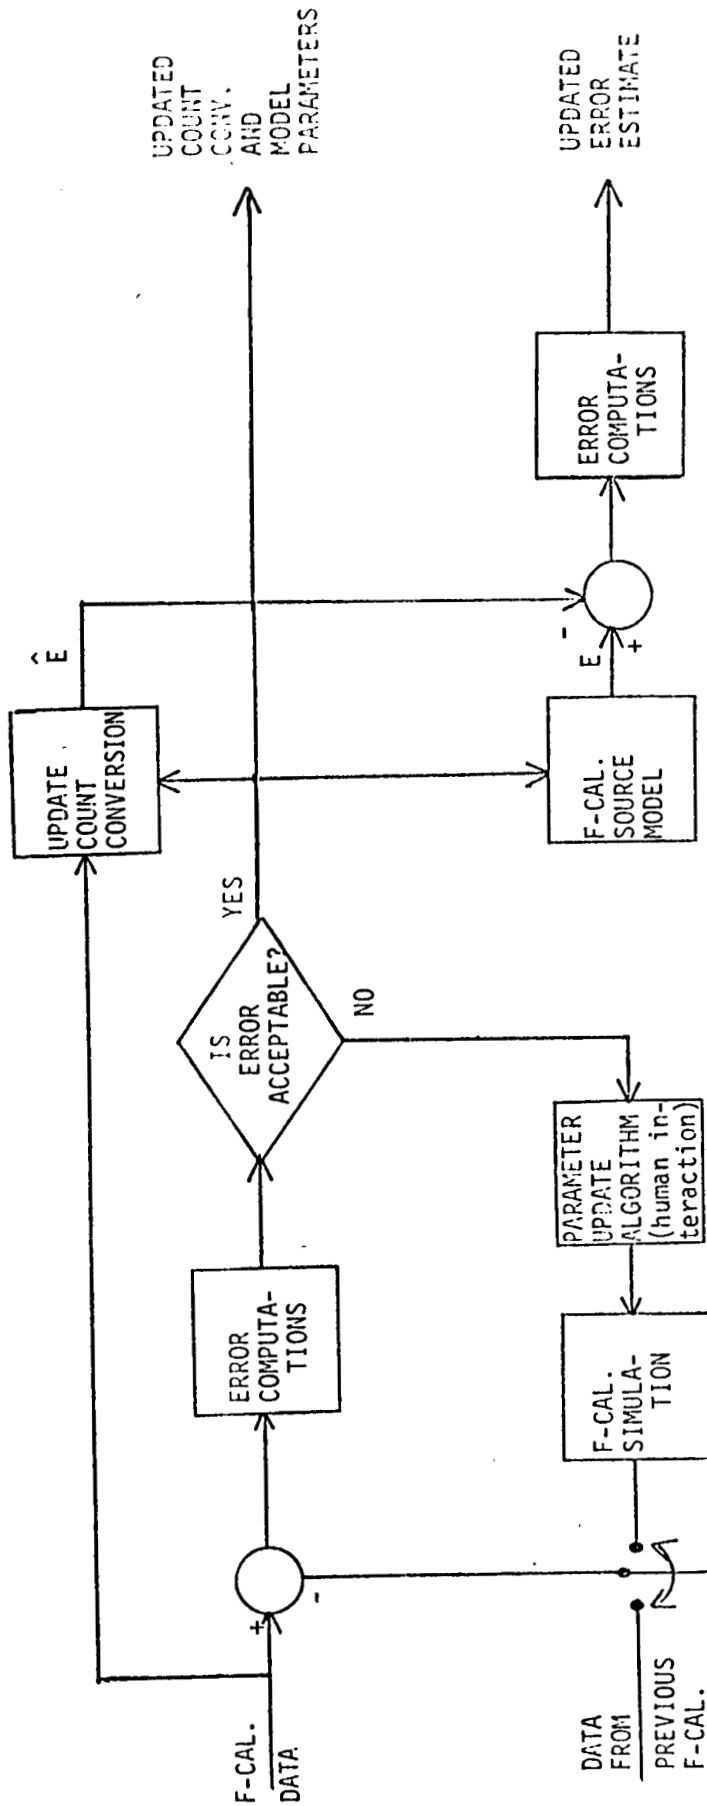 F-CAL.
DATA
+
-
ERROR
COMPUTA-
TIONS
IS
ERROR
ACCEPTABLE?
YES
NO
UPDATE
COUNT
CONVERSION
Ê
UPDATED
COUNT
CONV.
AND
MODEL
PARAMETERS
DATA
FROM
PREVIOUS
F-CAL.
F-CAL.
SIMULA-
TION
PARAMETER
UPDATE
ALGORITHM
(human in-
teraction)
F-CAL.
SOURCE
MODEL
E
-
+
ERROR
COMPUTA-
TIONS
UPDATED
ERROR
ESTIMATE